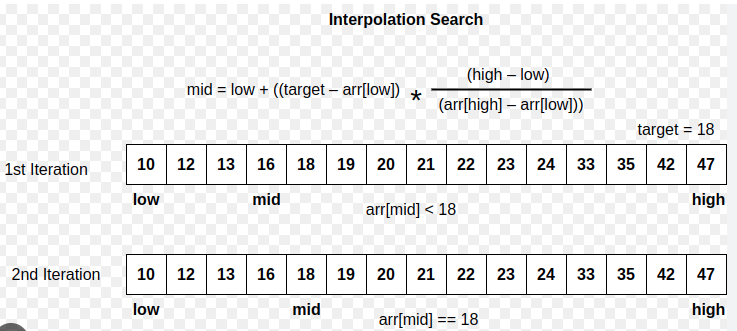 Interpolation Search
mid = low + ((target – arr[low]) * (high – low)
(arr[high] – arr[low]))
target = 18
1st Iteration 10 12 13 16 18 19 20 21 22 23 24 33 35 42 47
low mid high
arr[mid] < 18
2nd Iteration 10 12 13 16 18 19 20 21 22 23 24 33 35 42 47
low mid high
arr[mid] == 18